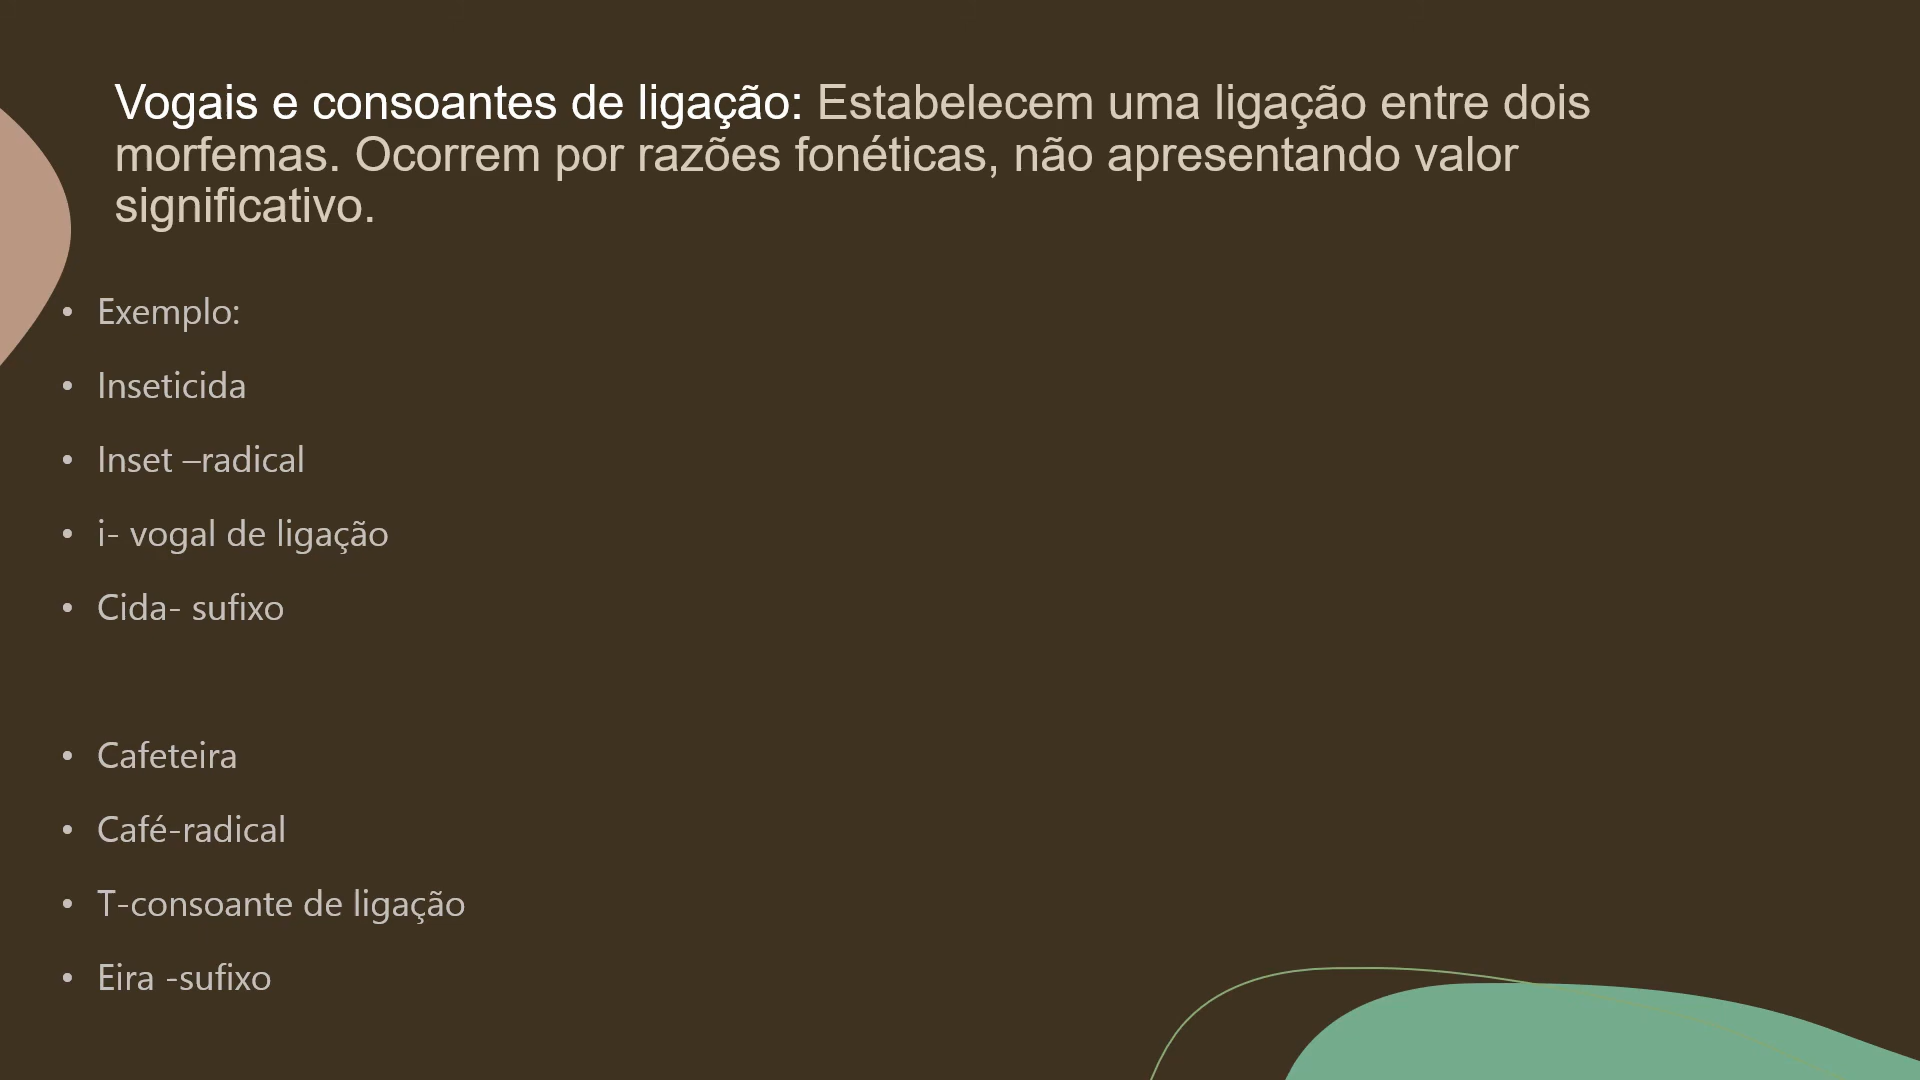 Vogais e consoantes de ligação: Estabelecem uma ligação entre dois
morfemas. Ocorrem por razões fonéticas, não apresentando valor
significativo.
• Exemplo:
• Inseticida
• Inset –radical
• i- vogal de ligação
• Cida- sufixo
• Cafeteira
• Café-radical
• T-consoante de ligação
• Eira -sufixo